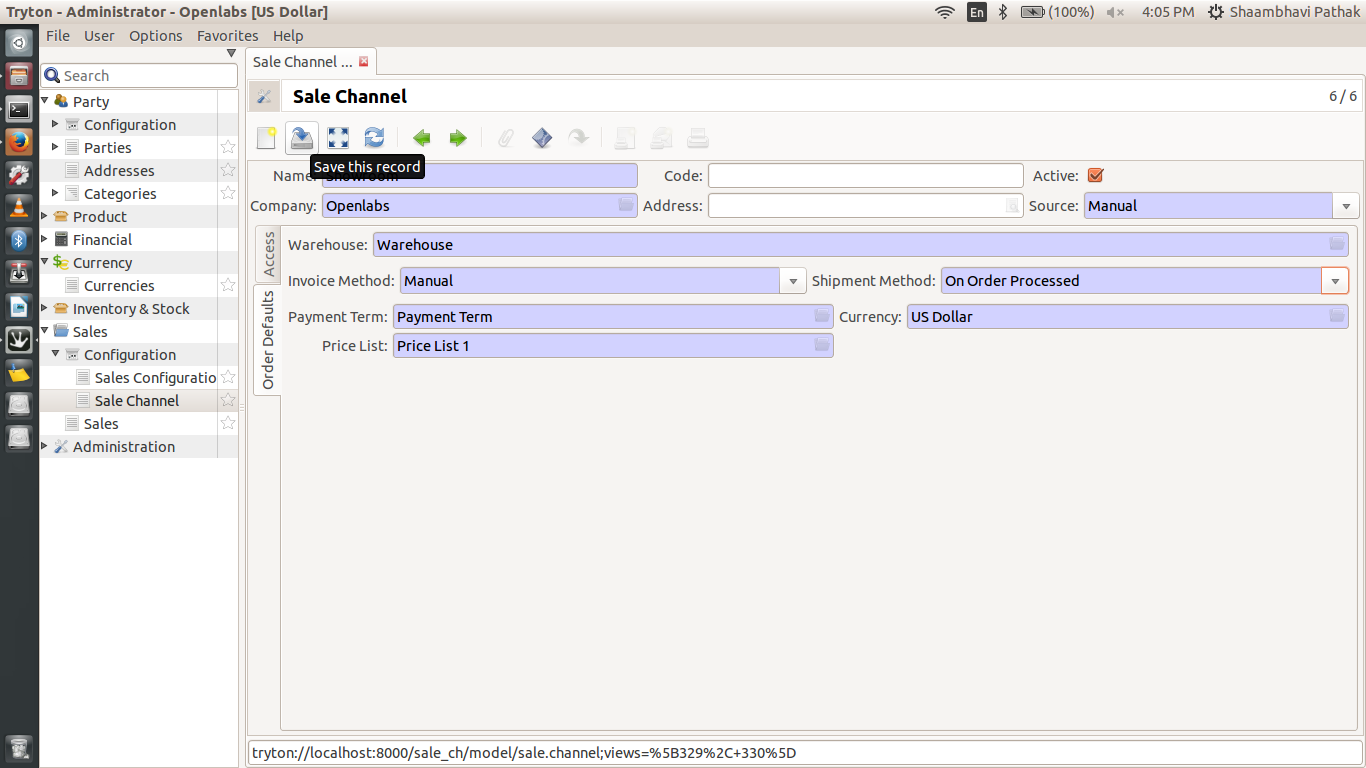 Tryton - Administrator - Openlabs [US Dollar]
En
(100%)
4:05 PM
Shaambhavi Pathak
File User Options Favorites Help
Search
Party
Configuration
Parties
Addresses
Categories
Product
Financial
Currency
Currencies
Inventory & Stock
Sales
Configuration
Sales Configuratio
Sale Channel
Sales
Administration
Sale Channel ...
Sale Channel
6 / 6
Save this record
Name:
Code:
Active:
Company: Openlabs
Address:
Source: Manual
Access
Order Defaults
Warehouse: Warehouse
Invoice Method: Manual
Shipment Method: On Order Processed
Payment Term: Payment Term
Currency: US Dollar
Price List: Price List 1
tryton://localhost:8000/sale_ch/model/sale.channel;views=%5B329%2C+330%5D